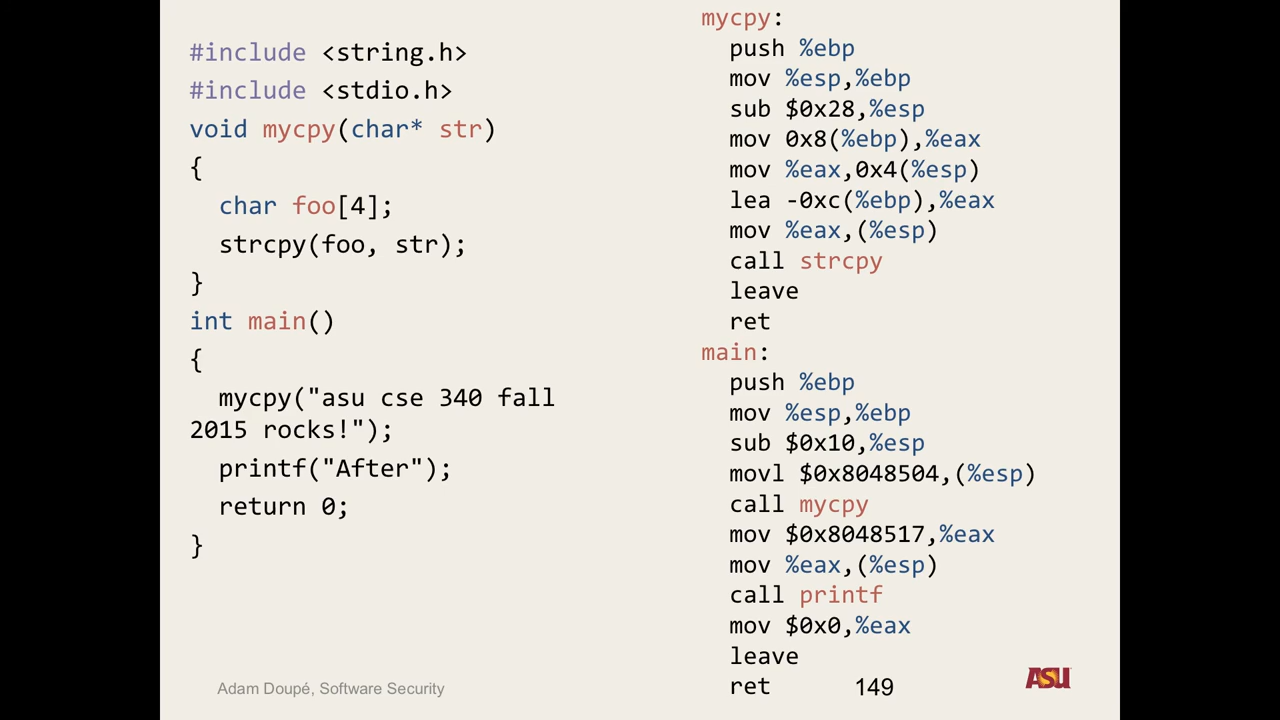 #include <string.h>
#include <stdio.h>
void mycpy(char* str)
{
  char foo[4];
  strcpy(foo, str);
}
int main()
{
  mycpy("asu cse 340 fall
2015 rocks!");
  printf("After");
  return 0;
}
mycpy:
  push %ebp
  mov %esp,%ebp
  sub $0x28,%esp
  mov 0x8(%ebp),%eax
  mov %eax,0x4(%esp)
  lea -0xc(%ebp),%eax
  mov %eax,(%esp)
  call strcpy
  leave
  ret
main:
  push %ebp
  mov %esp,%ebp
  sub $0x10,%esp
  movl $0x8048504,(%esp)
  call mycpy
  mov $0x8048517,%eax
  mov %eax,(%esp)
  call printf
  mov $0x0,%eax
  leave
  ret
Adam Doupé, Software Security
149
ASU